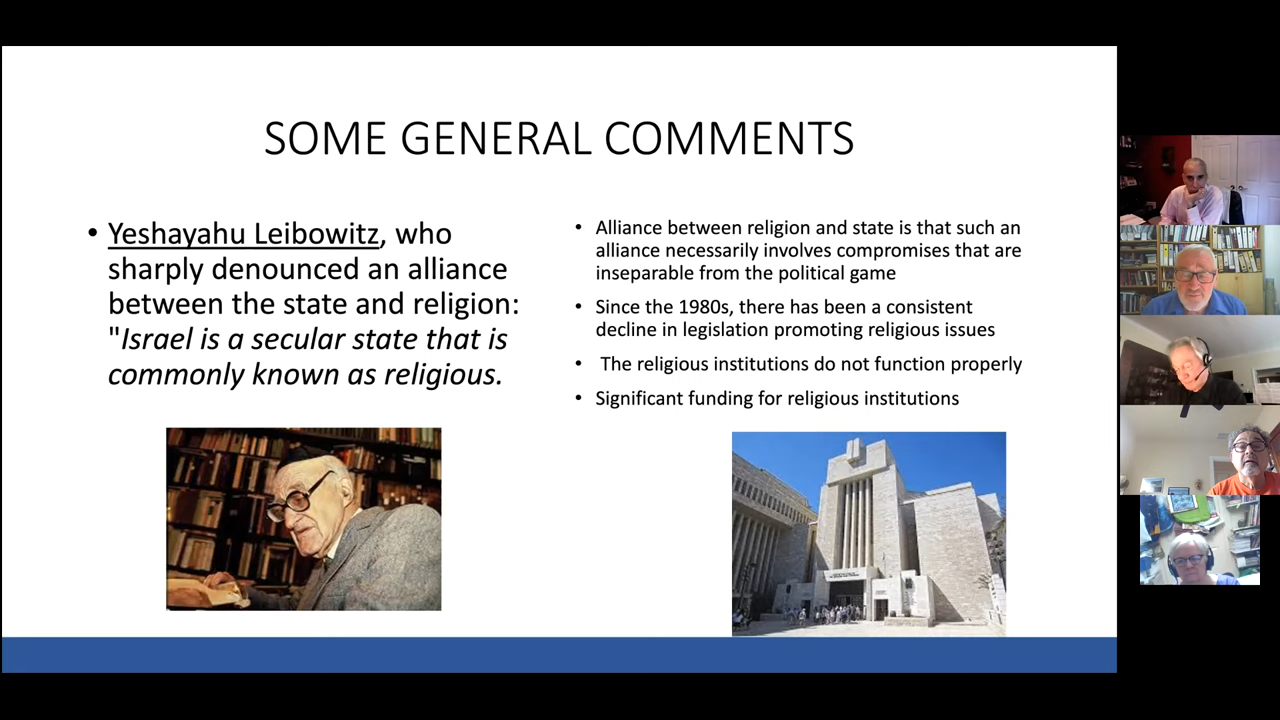 SOME GENERAL COMMENTS
• Yeshayahu Leibowitz, who
sharply denounced an alliance
between the state and religion:
"Israel is a secular state that is
commonly known as religious.
• Alliance between religion and state is that such an
alliance necessarily involves compromises that are
inseparable from the political game
• Since the 1980s, there has been a consistent
decline in legislation promoting religious issues
• The religious institutions do not function properly
• Significant funding for religious institutions